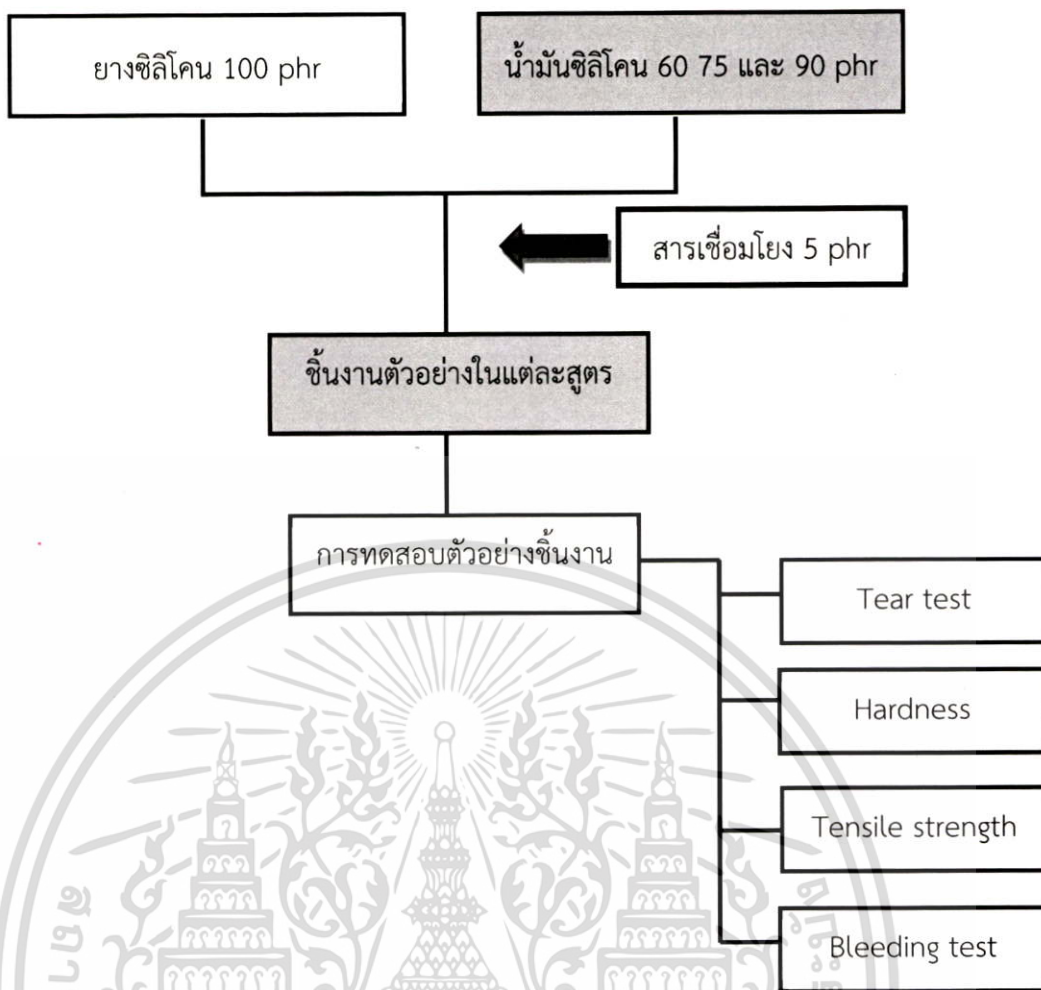 ยางซิลิโคน 100 phr
น้ำมันซิลิโคน 60 75 และ 90 phr
สารเชื่อมโยง 5 phr
ชิ้นงานตัวอย่างในแต่ละสูตร
การทดสอบตัวอย่างชิ้นงาน
Tear test
Hardness
Tensile strength
Bleeding test